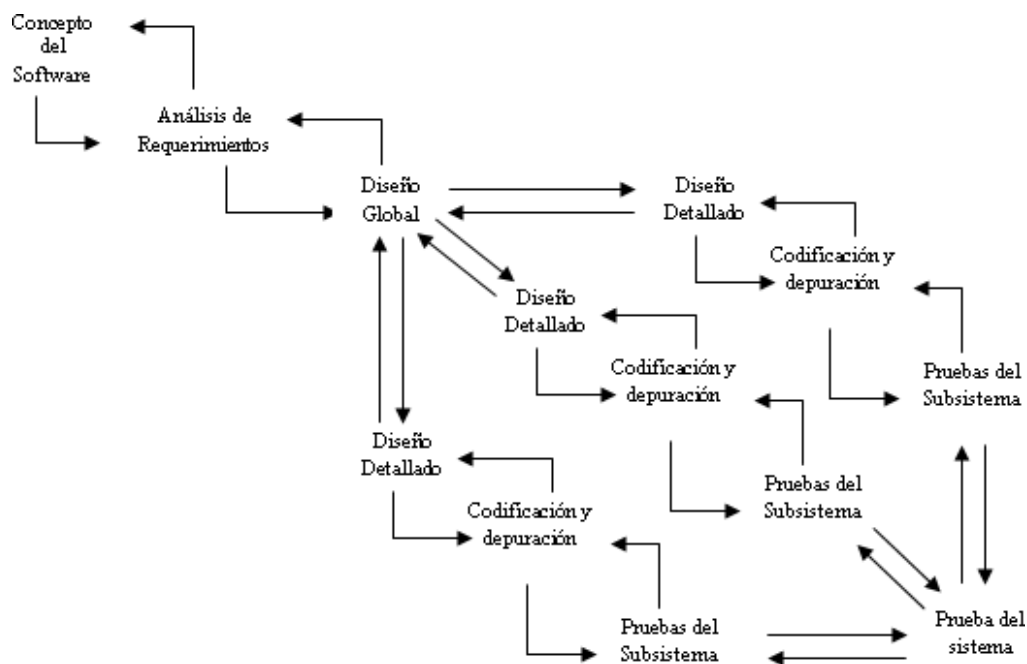 Concepto
del
Software
Análisis de
Requerimientos
Diseño
Global
Diseño
Detallado
Codificación y
depuración
Pruebas del
Subsistema
Diseño
Detallado
Codificación y
depuración
Pruebas del
Subsistema
Diseño
Detallado
Codificación y
depuración
Pruebas del
Subsistema
Prueba del
sistema